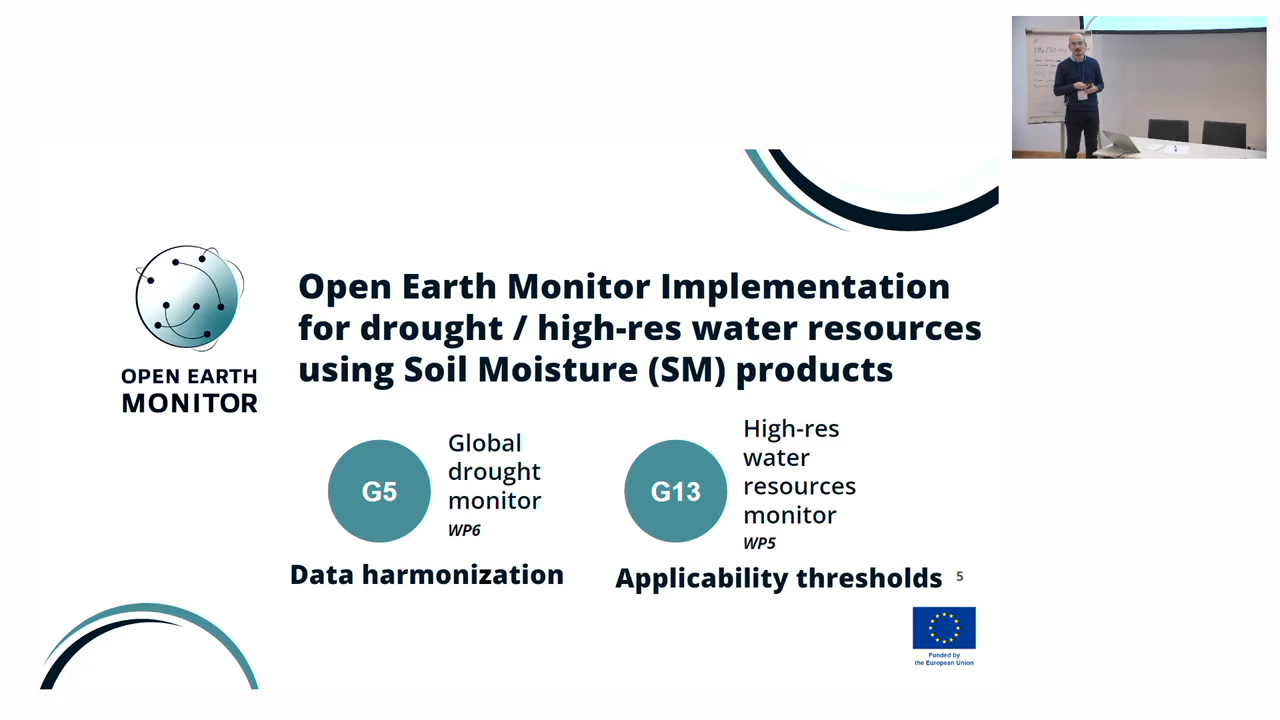 OPEN EARTH
MONITOR
Open Earth Monitor Implementation
for drought / high-res water resources
using Soil Moisture (SM) products
G5
Global
drought
monitor
WP6
Data harmonization
G13
High-res
water
resources
monitor
WP5
Applicability thresholds
5
Funded by
the European Union